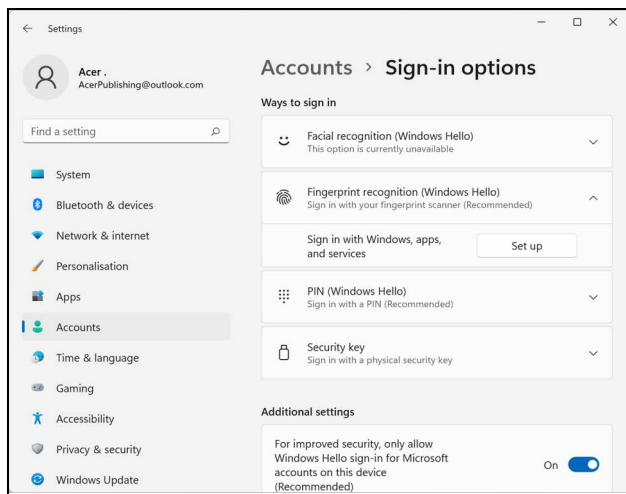 Settings
Acer .
AcerPublishing@outlook.com
Find a setting
System
Bluetooth & devices
Network & internet
Personalisation
Apps
Accounts
Time & language
Gaming
Accessibility
Privacy & security
Windows Update
Accounts > Sign-in options
Ways to sign in
Facial recognition (Windows Hello)
This option is currently unavailable
Fingerprint recognition (Windows Hello)
Sign in with your fingerprint scanner (Recommended)
Sign in with Windows, apps,
and services
Set up
PIN (Windows Hello)
Sign in with a PIN (Recommended)
Security key
Sign in with a physical security key
Additional settings
For improved security, only allow
Windows Hello sign-in for Microsoft
accounts on this device
(Recommended)
On